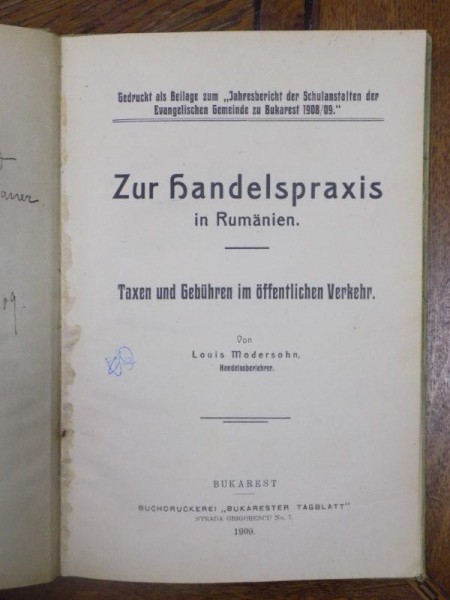 Gedruckt als Beilage zum „Jahresbericht der Schulanstalten der
Evangelischen Gemeinde zu Bukarest 1908/09."
Zur Handelspraxis
in Rumänien.
Taxen und Gebühren im öffentlichen Verkehr.
Von
Louis Modersohn,
Handelsoberlehrer.
BUKAREST
BUCHDRUCKEREI „BUKARESTER TAGBLATT"
STRADA GRIGORESCU No. 7.
1909.